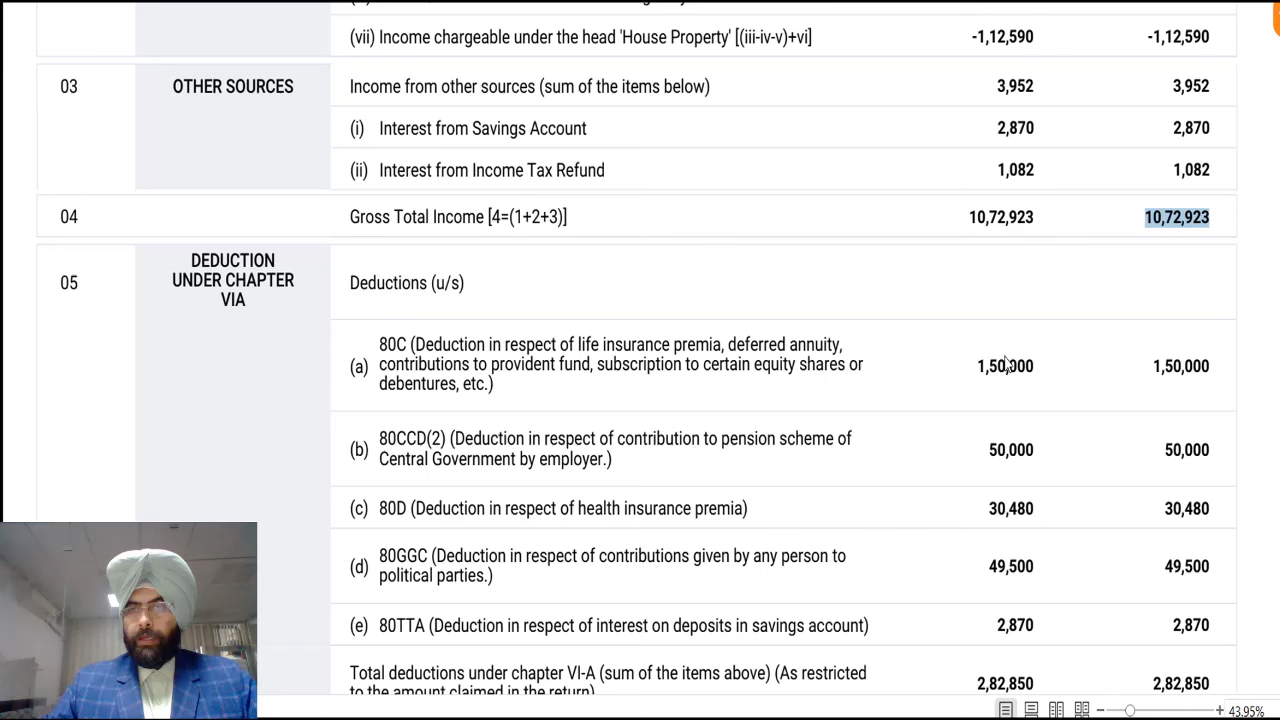 (vii) Income chargeable under the head 'House Property' [(iii-iv-v)+vi] -1,12,590 -1,12,590
03 OTHER SOURCES Income from other sources (sum of the items below) 3,952 3,952
(i) Interest from Savings Account 2,870 2,870
(ii) Interest from Income Tax Refund 1,082 1,082
04 Gross Total Income [4=(1+2+3)] 10,72,923 10,72,923
05 DEDUCTION
UNDER CHAPTER
VIA
Deductions (u/s)
(a) 80C (Deduction in respect of life insurance premia, deferred annuity,
contributions to provident fund, subscription to certain equity shares or
debentures, etc.)
1,50,000 1,50,000
(b) 80CCD(2) (Deduction in respect of contribution to pension scheme of
Central Government by employer.)
50,000 50,000
(c) 80D (Deduction in respect of health insurance premia) 30,480 30,480
(d) 80GGC (Deduction in respect of contributions given by any person to
political parties.)
49,500 49,500
(e) 80TTA (Deduction in respect of interest on deposits in savings account) 2,870 2,870
Total deductions under chapter VI-A (sum of the items above) (As restricted
to the amount claimed in the return)
2,82,850 2,82,850
43.95%